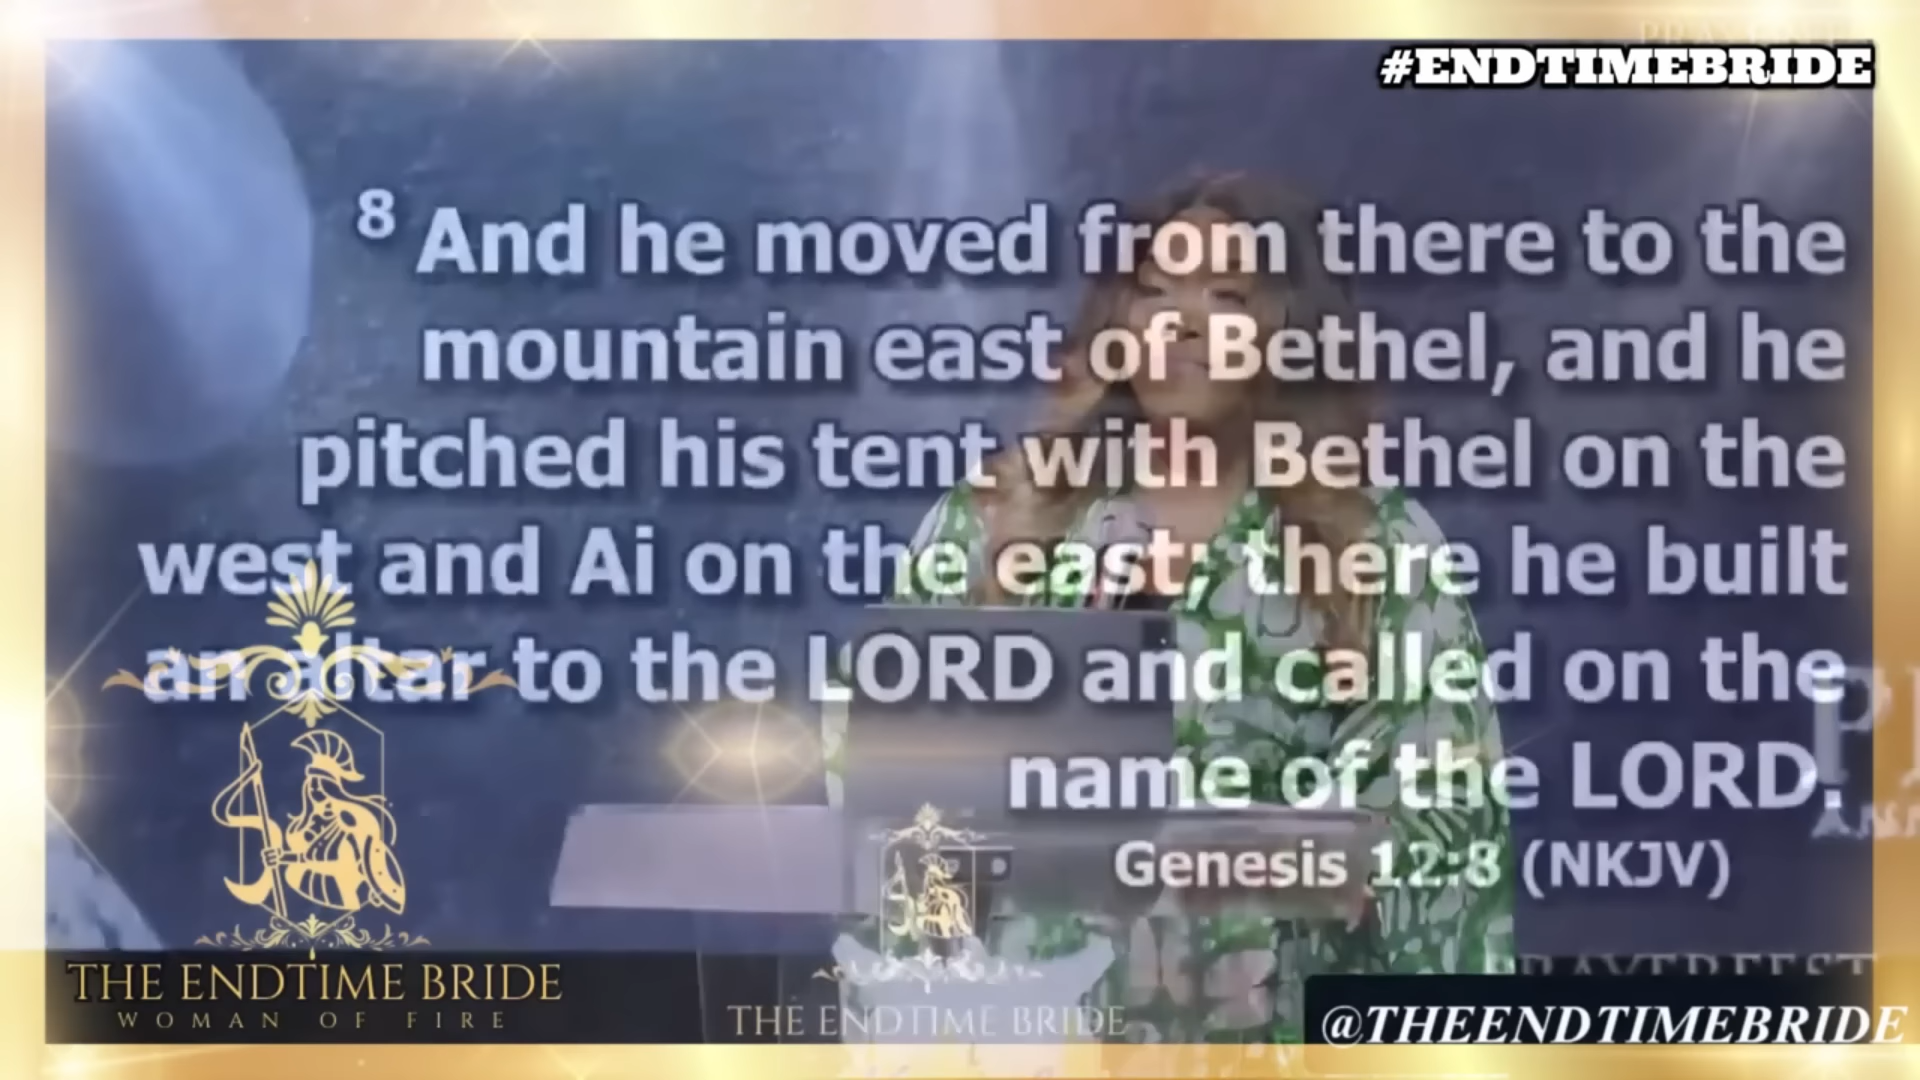 #ENDTIMEBRIDE
8 And he moved from there to the
mountain east of Bethel, and he
pitched his tent with Bethel on the
west and Ai on the east; there he built
an altar to the LORD and called on the
name of the LORD.
Genesis 12:8 (NKJV)
THE ENDTIME BRIDE
WOMAN OF FIRE
THE ENDTIME BRIDE
PRAYERFEST
@THEENDTIMEBRIDE